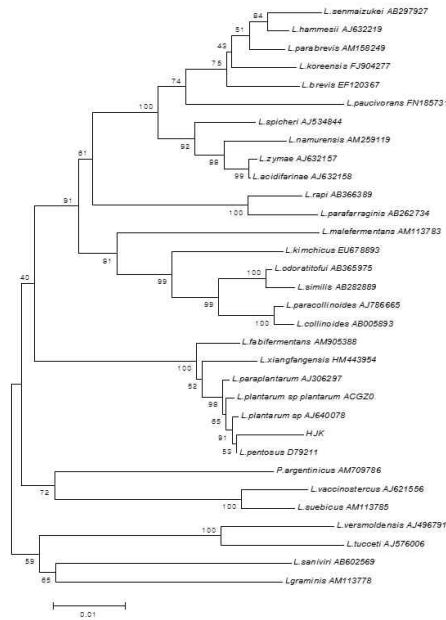 84
L.senmaizukei AB297927
51
L.hammesii AJ632219
L.parabrevis AM158249
43
L.koreensis FJ904277
75
L.brevis EF120367
74
L.paucivorans FN185731
100
L.spicheri AJ534844
92
L.namurensis AM259119
98
L.zymae AJ632157
99
L.acidifarinae AJ632158
61
L.rapi AB366389
100
L.parafarraginis AB262734
91
L.malefermentans AM113783
81
L.kimchicus EU678893
99
L.odoratitofui AB365975
100
L.similis AB282889
99
L.paracollinoides AJ786665
100
L.collinoides AB005893
40
L.fabifermentans AM905388
100
L.xiangfangensis HM443954
52
L.paraplantarum AJ306297
98
L.plantarum sp plantarum ACGZ0
65
L.plantarum sp AJ640078
91
HJK
53
L.pentosus D79211
P.argentinicus AM709786
72
L.vaccinostercus AJ621556
100
L.suebicus AM113785
L.versmoldensis AJ496791
100
L.tucceti AJ576006
59
L.saniviri AB602569
65
Lgraminis AM113778
0.01